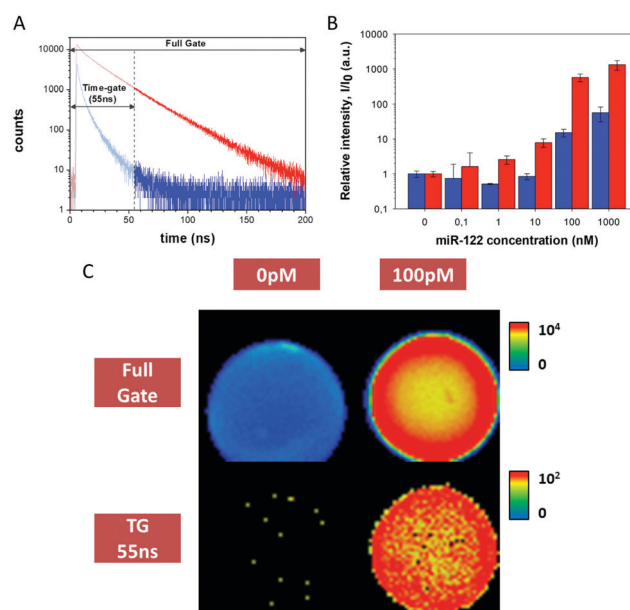 A
Full Gate
Time-gate
(55ns)
10000
1000
100
10
1
counts
0
50
100
150
200
time (ns)
B
Relative intensity, I/I0 (a.u.)
10000
1000
100
10
1
0,1
0
0,1
1
10
100
1000
miR-122 concentration (nM)
C
0pM
100pM
Full
Gate
10^4
0
TG
55ns
10^2
0